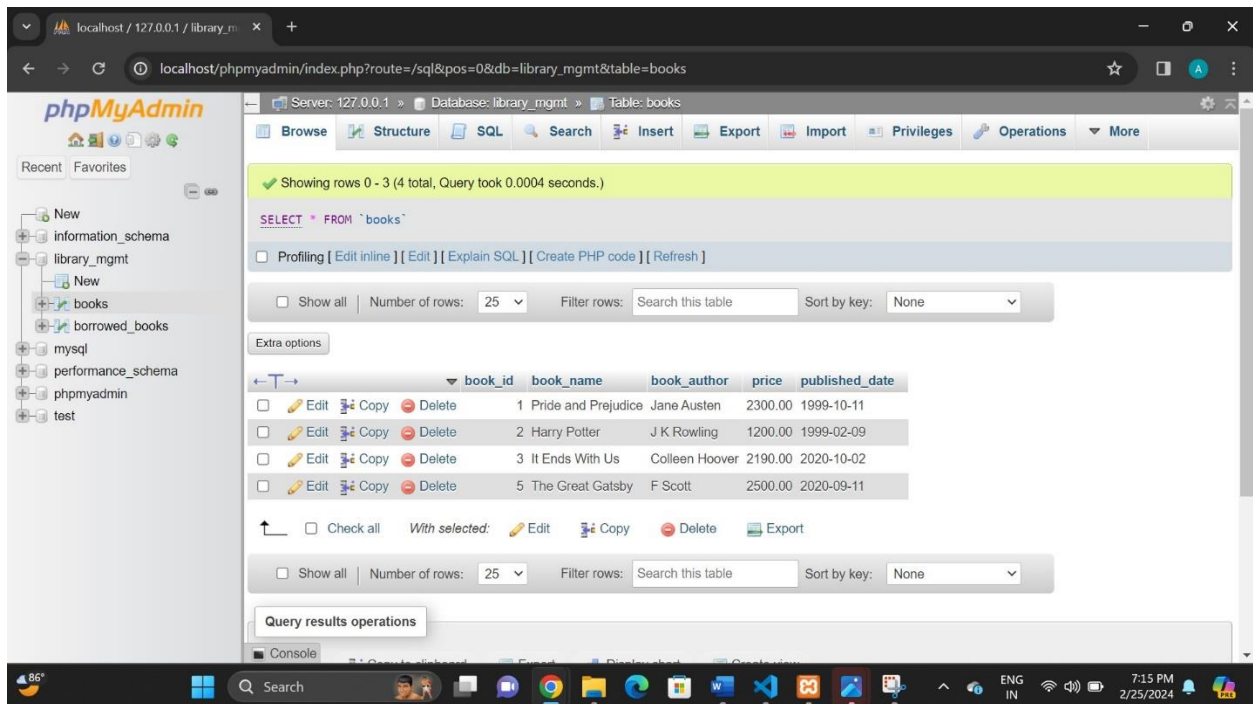 localhost / 127.0.0.1 / library_m
localhost/phpmyadmin/index.php?route=/sql&pos=0&db=library_mgmt&table=books
A
phpMyAdmin
Recent Favorites
New
information_schema
library_mgmt
New
books
borrowed_books
mysql
performance_schema
phpmyadmin
test
Server: 127.0.0.1 » Database: library_mgmt » Table: books
Browse Structure SQL Search Insert Export Import Privileges Operations More
Showing rows 0 - 3 (4 total, Query took 0.0004 seconds.)
SELECT * FROM `books`
Profiling [ Edit inline ] [ Edit ] [ Explain SQL ] [ Create PHP code ] [ Refresh ]
Show all | Number of rows: 25 Filter rows: Search this table Sort by key: None
Extra options
←T→ book_id book_name book_author price published_date
Edit Copy Delete 1 Pride and Prejudice Jane Austen 2300.00 1999-10-11
Edit Copy Delete 2 Harry Potter J K Rowling 1200.00 1999-02-09
Edit Copy Delete 3 It Ends With Us Colleen Hoover 2190.00 2020-10-02
Edit Copy Delete 5 The Great Gatsby F Scott 2500.00 2020-09-11
Check all With selected: Edit Copy Delete Export
Show all | Number of rows: 25 Filter rows: Search this table Sort by key: None
Query results operations
Console
86°
Search
ENG
IN
7:15 PM
2/25/2024
PRE